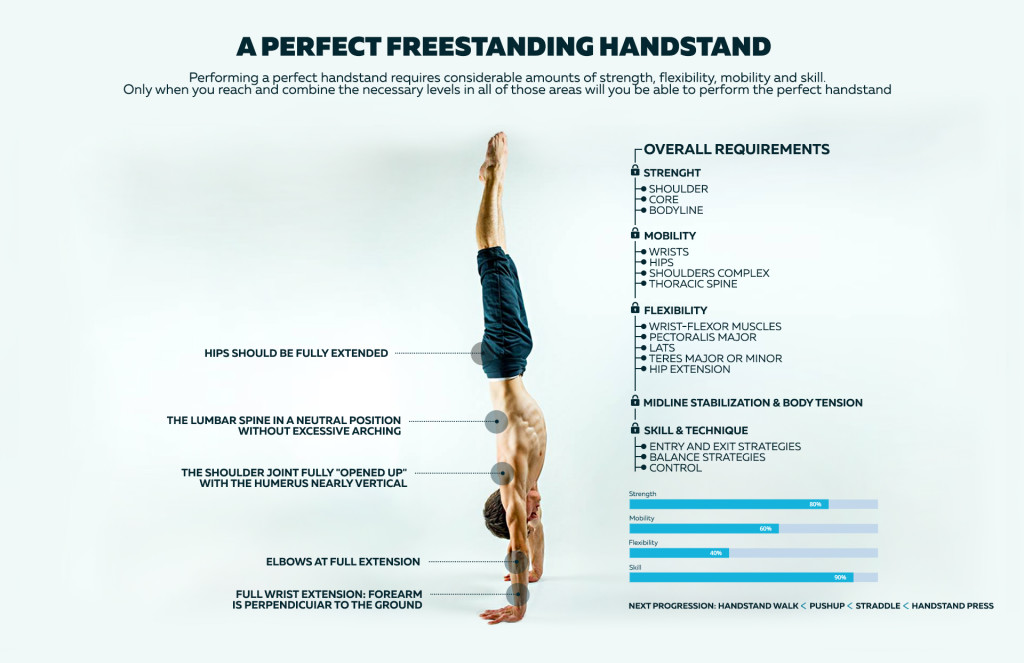 A PERFECT FREESTANDING HANDSTAND
Performing a perfect handstand requires considerable amounts of strength, flexibility, mobility and skill.
Only when you reach and combine the necessary levels in all of those areas will you be able to perform the perfect handstand
HIPS SHOULD BE FULLY EXTENDED
THE LUMBAR SPINE IN A NEUTRAL POSITION
WITHOUT EXCESSIVE ARCHING
THE SHOULDER JOINT FULLY "OPENED UP"
WITH THE HUMERUS NEARLY VERTICAL
ELBOWS AT FULL EXTENSION
FULL WRIST EXTENSION: FOREARM
IS PERPENDICUIAR TO THE GROUND
OVERALL REQUIREMENTS
STRENGHT
SHOULDER
CORE
BODYLINE
MOBILITY
WRISTS
HIPS
SHOULDERS COMPLEX
THORACIC SPINE
FLEXIBILITY
WRIST-FLEXOR MUSCLES
PECTORALIS MAJOR
LATS
TERES MAJOR OR MINOR
HIP EXTENSION
MIDLINE STABILIZATION & BODY TENSION
SKILL & TECHNIQUE
ENTRY AND EXIT STRATEGIES
BALANCE STRATEGIES
CONTROL
Strength
80%
Mobility
60%
Flexibility
40%
Skill
90%
NEXT PROGRESSION: HANDSTAND WALK < PUSHUP < STRADDLE < HANDSTAND PRESS